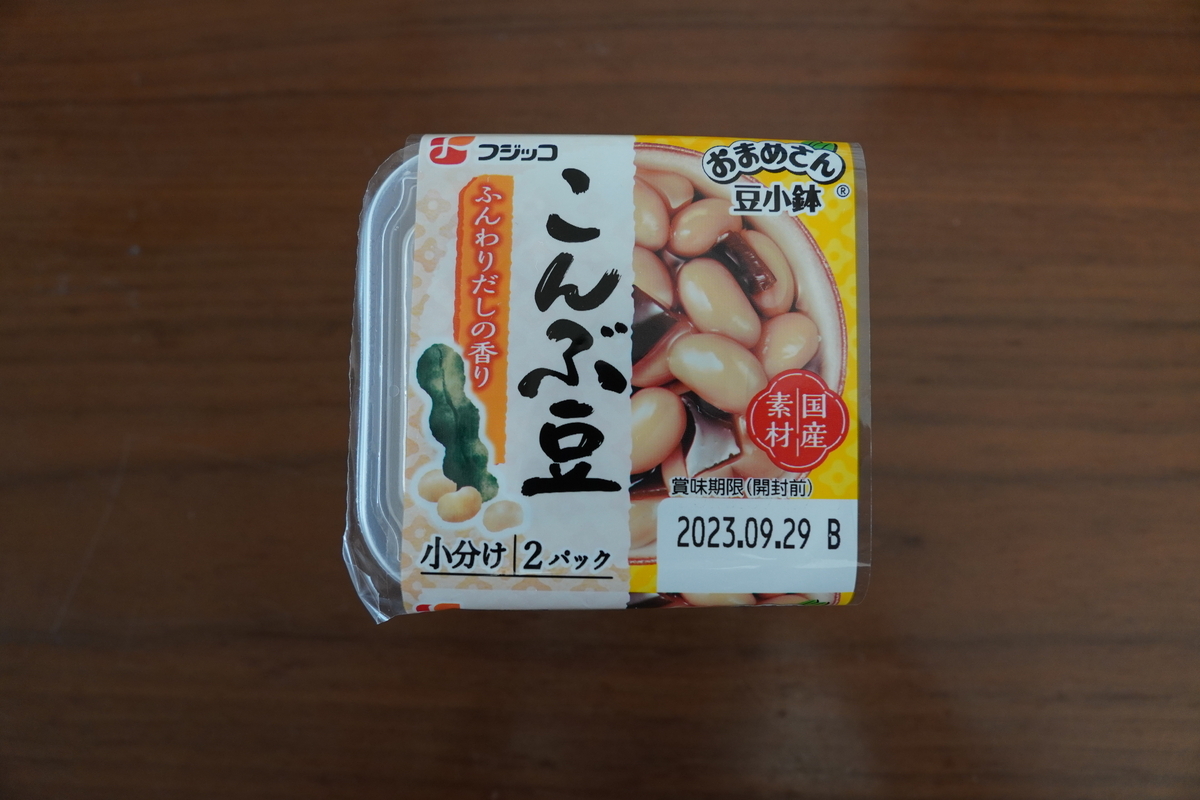 フジッコ
おまめさん
豆小鉢®
こんぶ豆
ふんわりだしの香り
国産
素材
賞味期限(開封前)
2023.09.29 B
小分け|2パック